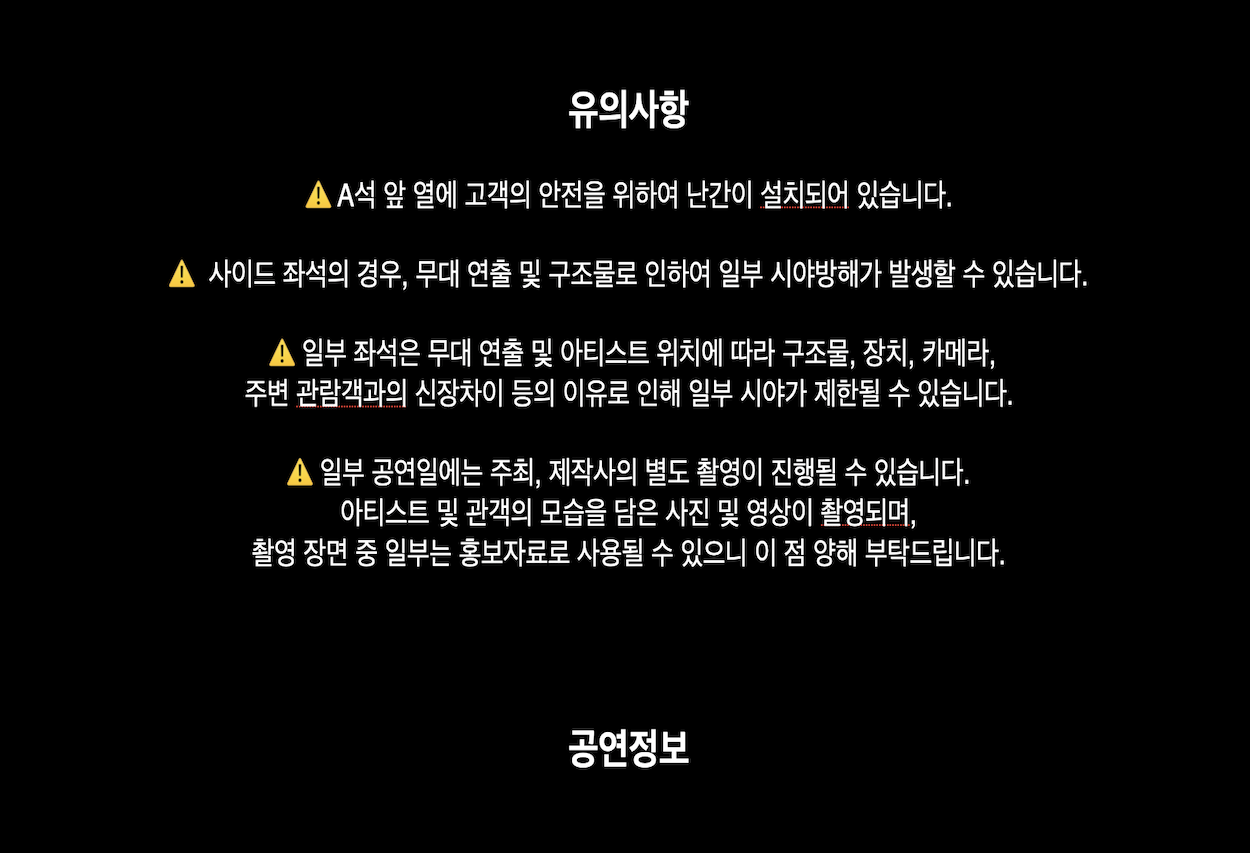 유의사항
⚠️ A석 앞 열에 고객의 안전을 위하여 난간이 설치되어 있습니다.
⚠️ 사이드 좌석의 경우, 무대 연출 및 구조물로 인하여 일부 시야방해가 발생할 수 있습니다.
⚠️ 일부 좌석은 무대 연출 및 아티스트 위치에 따라 구조물, 장치, 카메라,
주변 관람객과의 신장차이 등의 이유로 인해 일부 시야가 제한될 수 있습니다.
⚠️ 일부 공연일에는 주최, 제작사의 별도 촬영이 진행될 수 있습니다.
아티스트 및 관객의 모습을 담은 사진 및 영상이 촬영되며,
촬영 장면 중 일부는 홍보자료로 사용될 수 있으니 이 점 양해 부탁드립니다.
공연정보